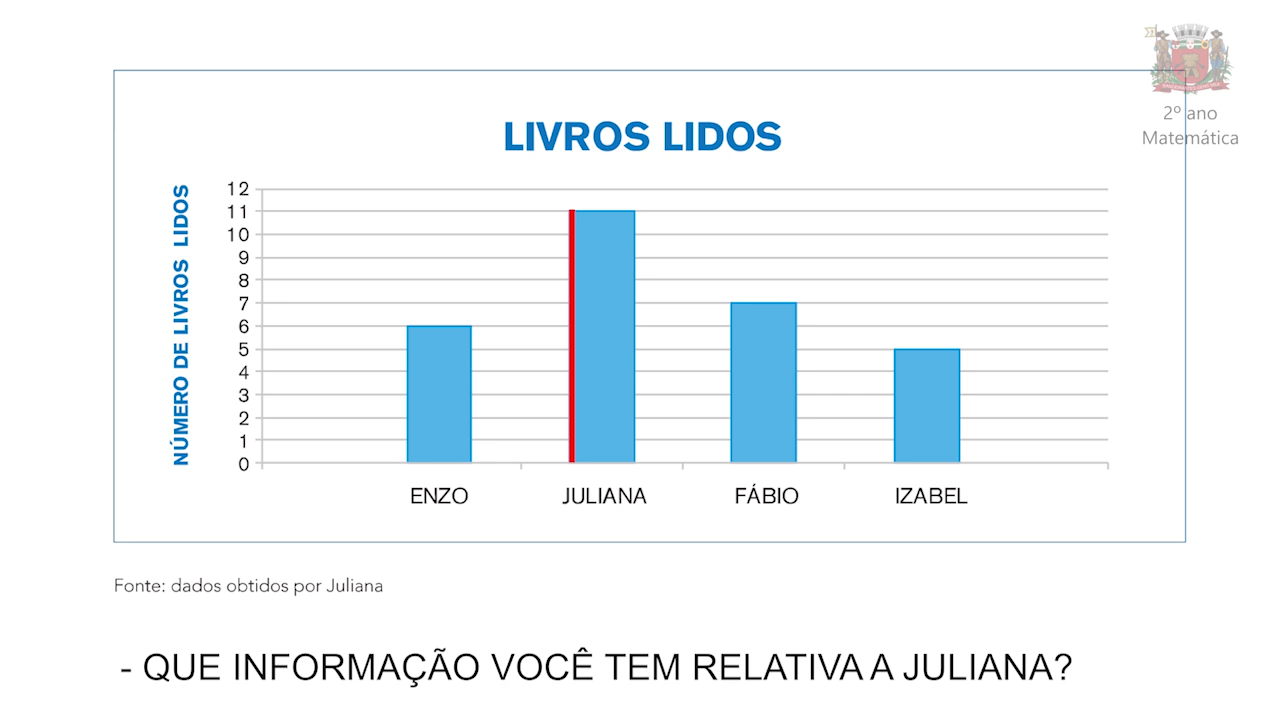 2º ano
Matemática
LIVROS LIDOS
NÚMERO DE LIVROS LIDOS
12
11
10
9
8
7
6
5
4
3
2
1
0
ENZO JULIANA FÁBIO IZABEL
Fonte: dados obtidos por Juliana
- QUE INFORMAÇÃO VOCÊ TEM RELATIVA A JULIANA?